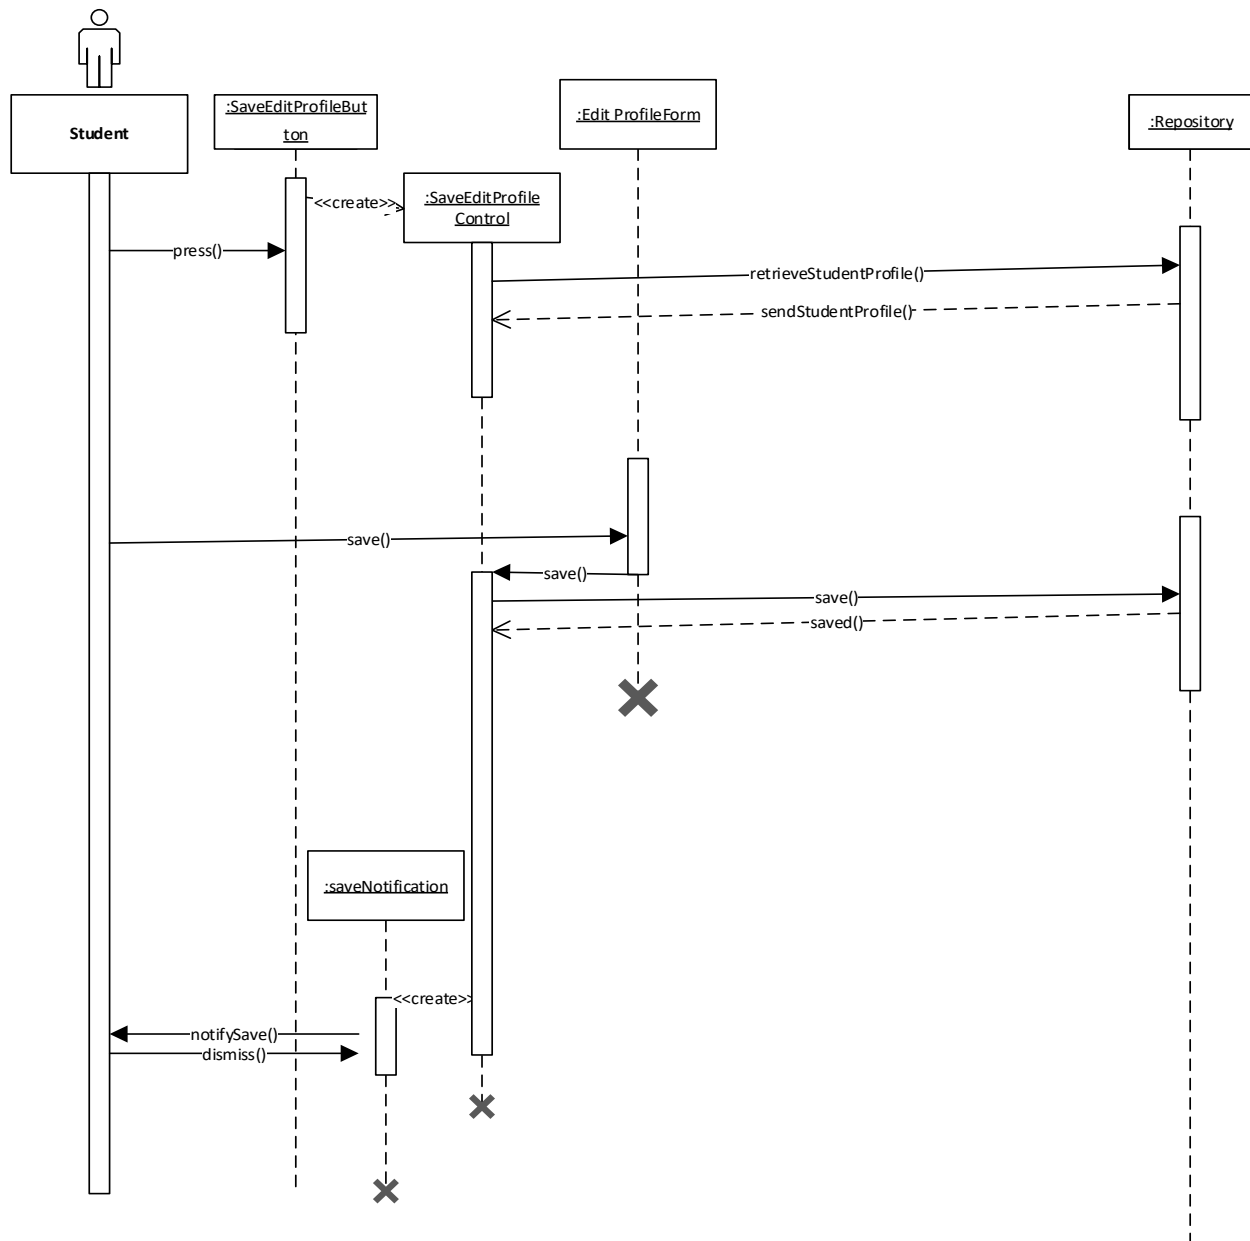 Student
:SaveEditProfileBut
ton
:Edit ProfileForm
:Repository
<<create>>
:SaveEditProfile
Control
press()
retrieveStudentProfile()
sendStudentProfile()
save()
save()
save()
saved()
:saveNotification
<<create>>
notifySave()
dismiss()